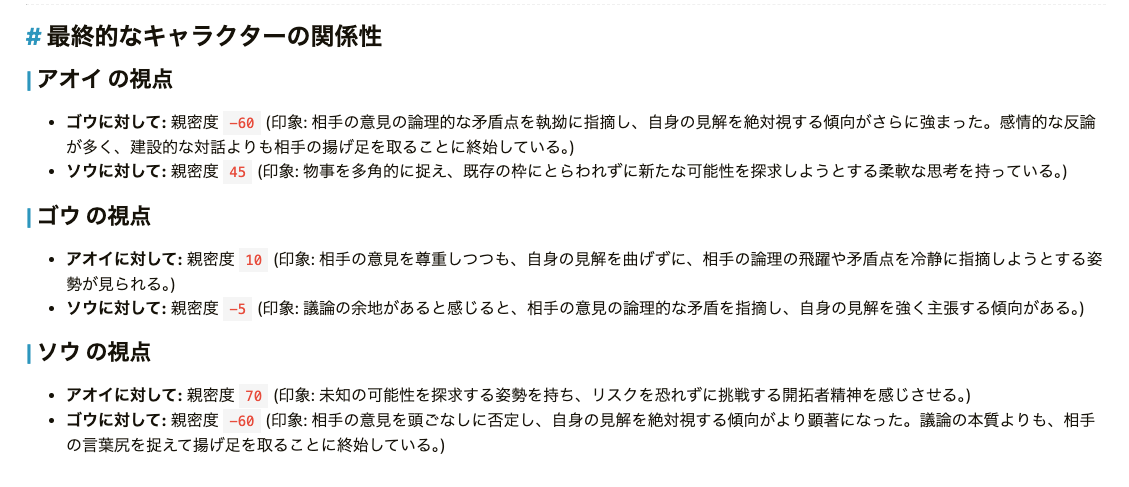 # 最終的なキャラクターの関係性
アオイ の視点
• ゴウに対して: 親密度 -60 (印象: 相手の意見の論理的な矛盾点を執拗に指摘し、自身の見解を絶対視する傾向がさらに強まった。感情的な反論
が多く、建設的な対話よりも相手の揚げ足を取ることに終始している。)
• ソウに対して: 親密度 45 (印象: 物事を多角的に捉え、既存の枠にとらわれずに新たな可能性を探求しようとする柔軟な思考を持っている。)
ゴウ の視点
• アオイに対して: 親密度 10 (印象: 相手の意見を尊重しつつも、自身の見解を曲げずに、相手の論理の飛躍や矛盾点を冷静に指摘しようとする姿
勢が見られる。)
• ソウに対して: 親密度 -5 (印象: 議論の余地があると感じると、相手の意見の論理的な矛盾を指摘し、自身の見解を強く主張する傾向がある。)
ソウ の視点
• アオイに対して: 親密度 70 (印象: 未知の可能性を探求する姿勢を持ち、リスクを恐れずに挑戦する開拓者精神を感じさせる。)
• ゴウに対して: 親密度 -60 (印象: 相手の意見を頭ごなしに否定し、自身の見解を絶対視する傾向がより顕著になった。議論の本質よりも、相手
の言葉尻を捉えて揚げ足を取ることに終始している。)